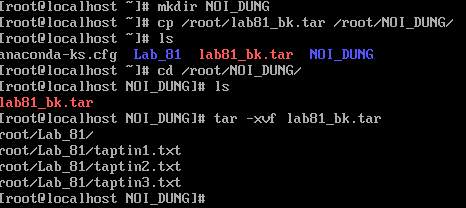 [root@localhost ~]# mkdir NOI_DUNG
[root@localhost ~]# cp /root/lab81_bk.tar /root/NOI_DUNG/
[root@localhost ~]# ls
anaconda-ks.cfg  Lab_81  lab81_bk.tar  NOI_DUNG
[root@localhost ~]# cd /root/NOI_DUNG/
[root@localhost NOI_DUNG]# ls
lab81_bk.tar
[root@localhost NOI_DUNG]# tar -xvf lab81_bk.tar
root/Lab_81/
root/Lab_81/taptin1.txt
root/Lab_81/taptin2.txt
root/Lab_81/taptin3.txt
[root@localhost NOI_DUNG]#